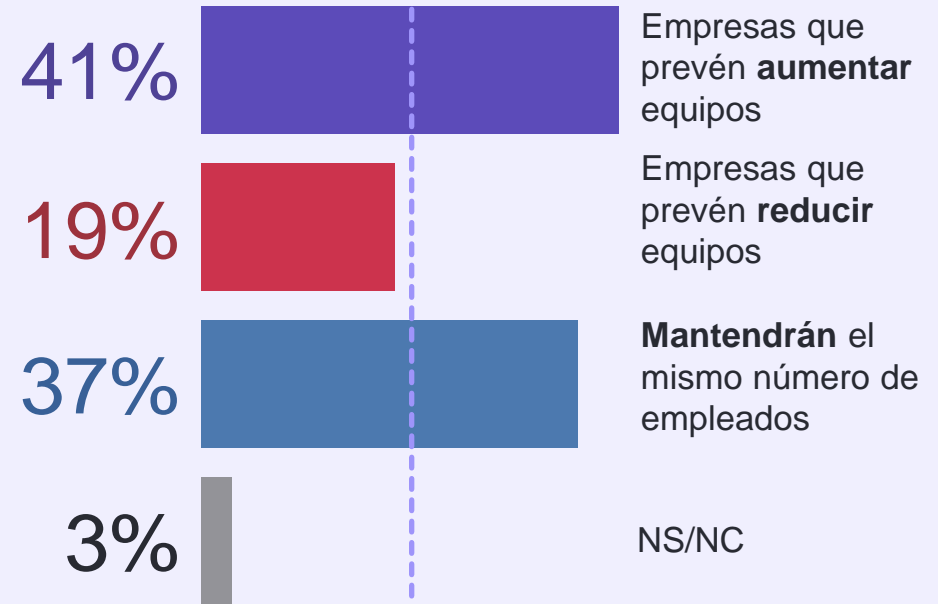 41%
Empresas que
prevén aumentar
equipos
19%
Empresas que
prevén reducir
equipos
37%
Mantendrán el
mismo número de
empleados
3%
NS/NC